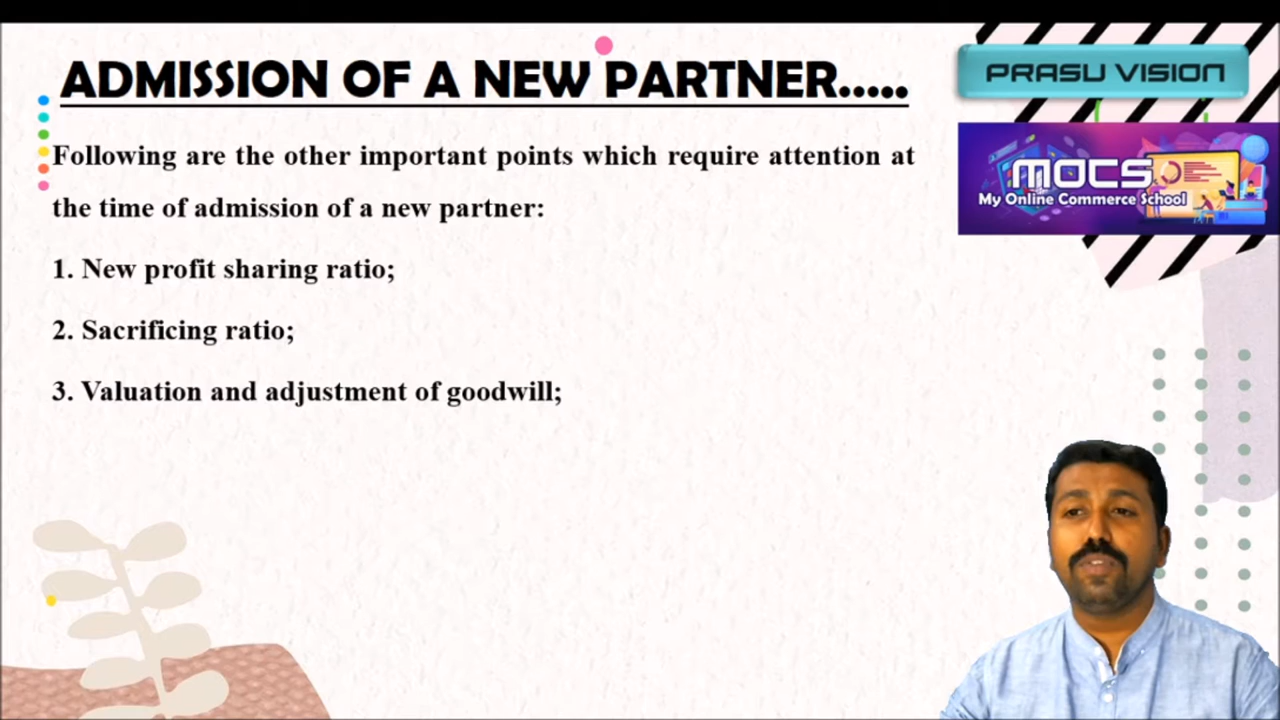 ADMISSION OF A NEW PARTNER.....
PRASU VISION
MOCS
My Online Commerce School
Following are the other important points which require attention at
the time of admission of a new partner:
1. New profit sharing ratio;
2. Sacrificing ratio;
3. Valuation and adjustment of goodwill;